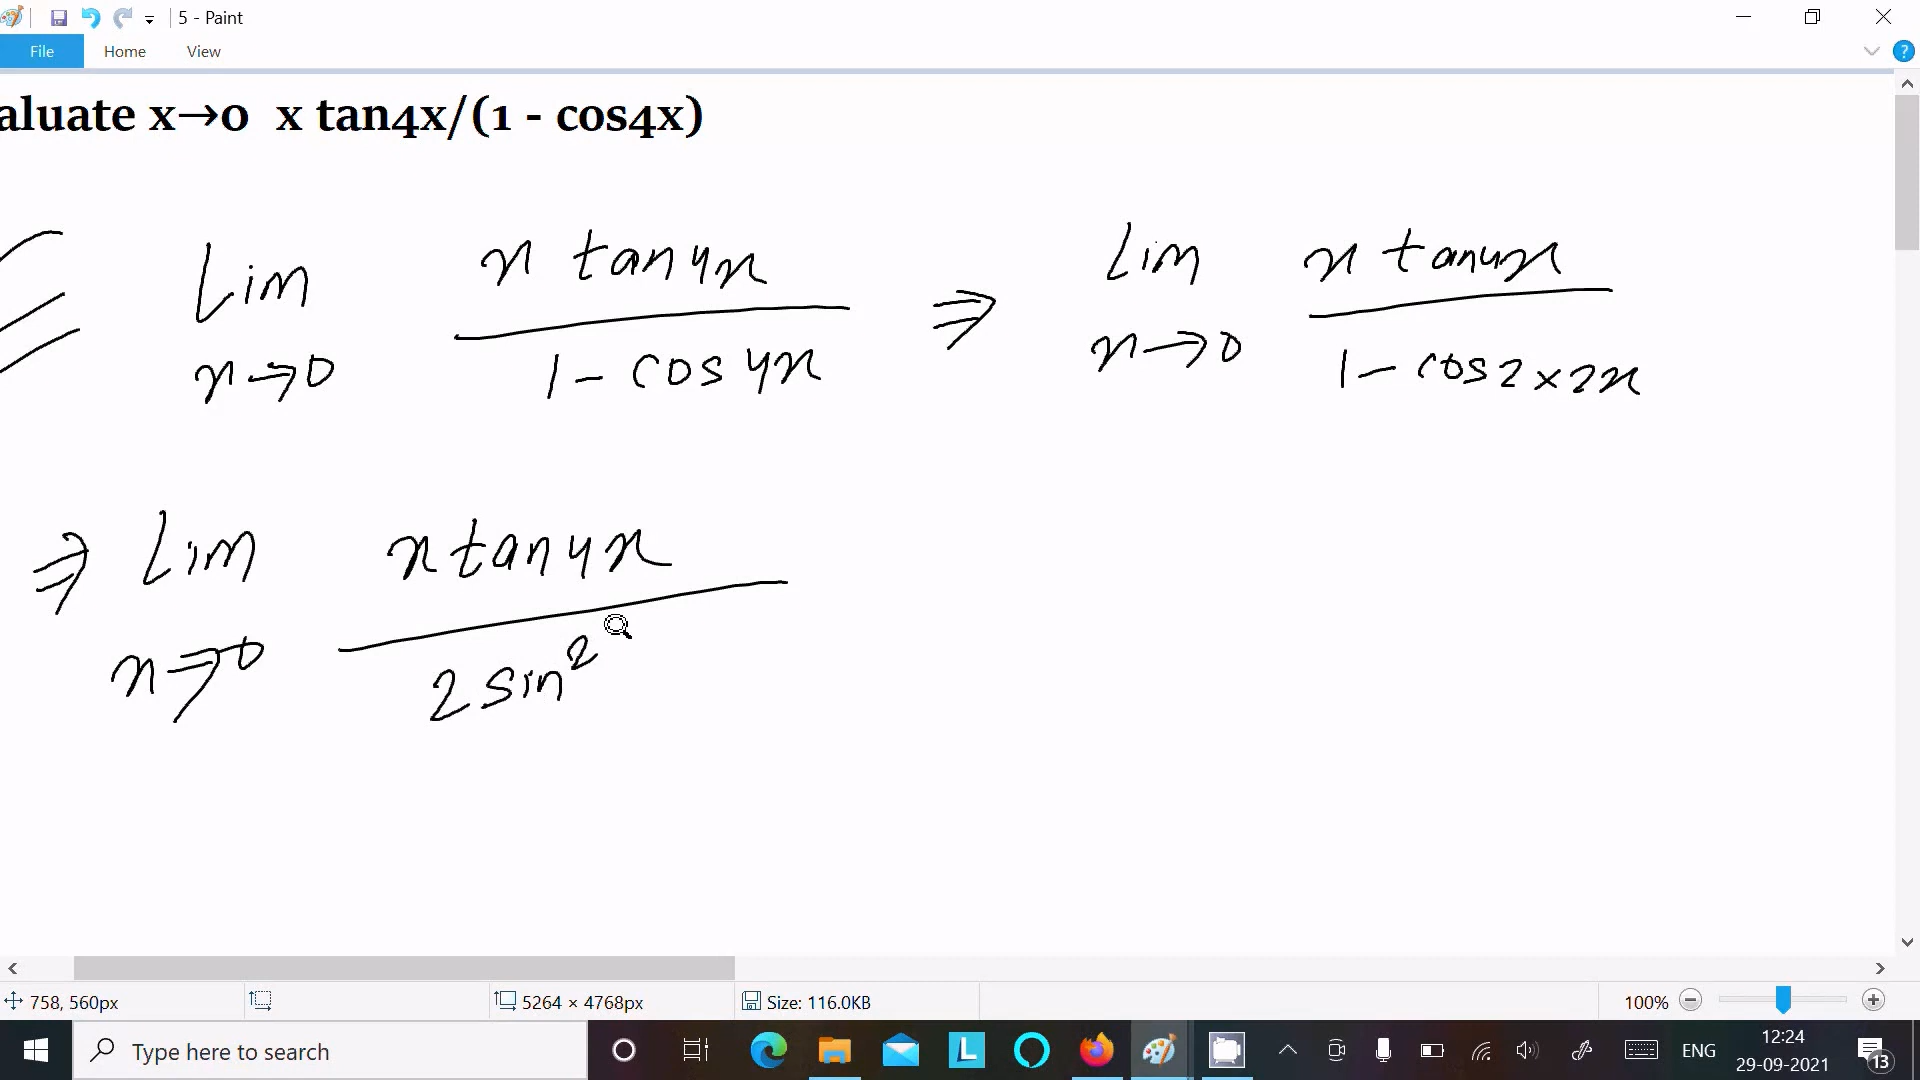 5 - Paint
File Home View
aluate x→0 x tan4x/(1 - cos4x)
Lim x tan4x ⇒ Lim x tan4x
x→0 1 - cos 4x x→0 1 - cos 2×2x
⇒ Lim x tan4x
x→0 2 sin²
758, 560px 5264 × 4768px Size: 116.0KB 100%
Type here to search L ENG 12:24
29-09-2021 13